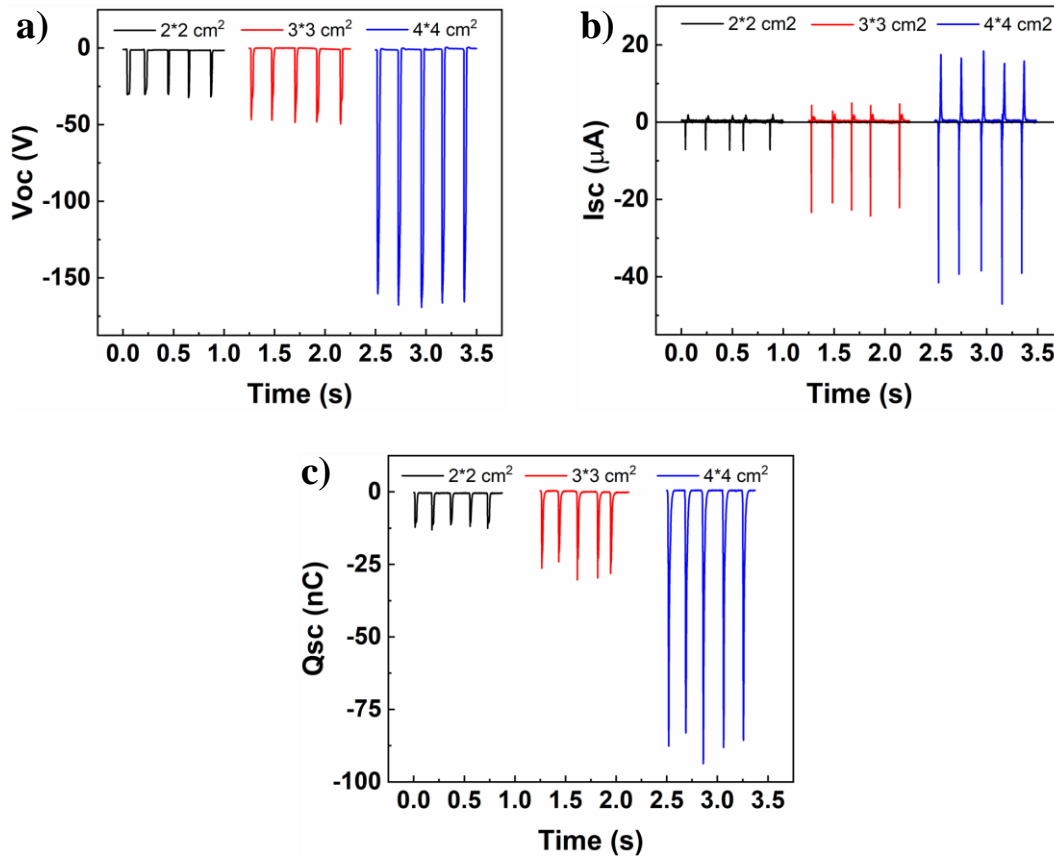 a)
2*2 cm² 3*3 cm² 4*4 cm²
0
-50
-100
-150
Voc (V)
0.0 0.5 1.0 1.5 2.0 2.5 3.0 3.5
Time (s)
b)
2*2 cm2 3*3 cm2 4*4 cm2
20
0
-20
-40
Isc (μA)
0.0 0.5 1.0 1.5 2.0 2.5 3.0 3.5
Time (s)
c)
2*2 cm² 3*3 cm² 4*4 cm²
0
-25
-50
-75
-100
Qsc (nC)
0.0 0.5 1.0 1.5 2.0 2.5 3.0 3.5
Time (s)